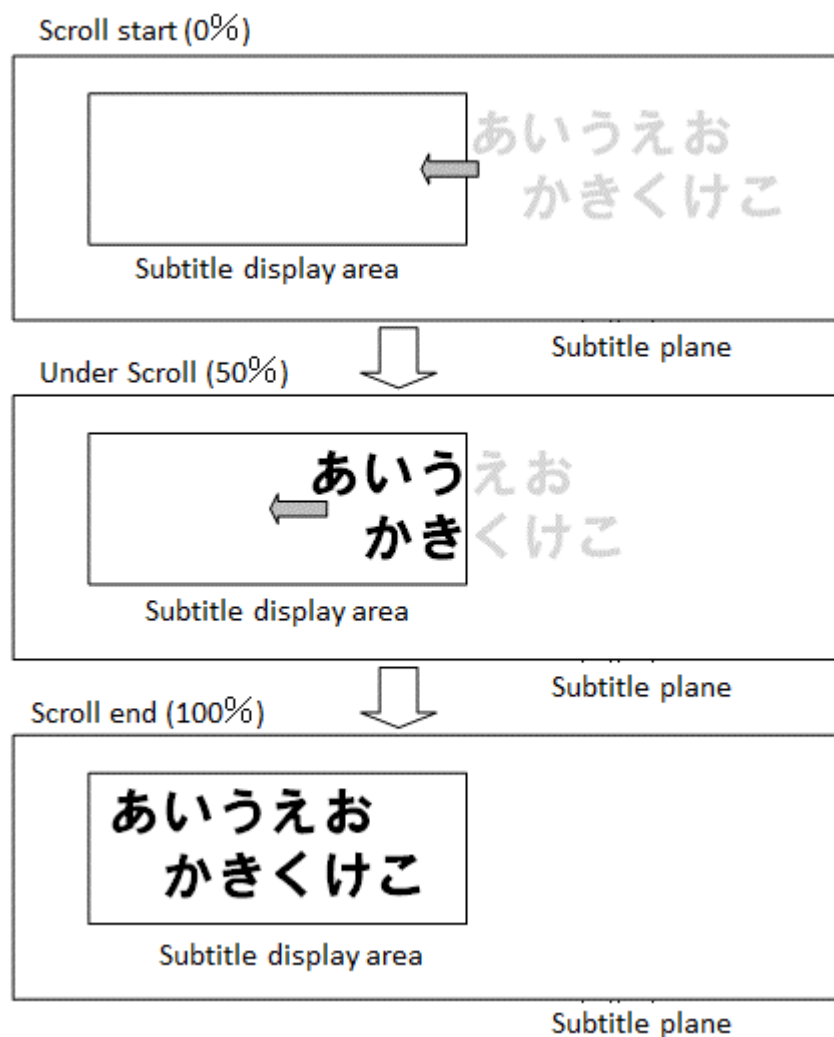 Scroll start (0%)
あいうえお
かきくけこ
Subtitle display area
Subtitle plane
Under Scroll (50%)
あいうえお
かきくけこ
Subtitle display area
Subtitle plane
Scroll end (100%)
あいうえお
かきくけこ
Subtitle display area
Subtitle plane